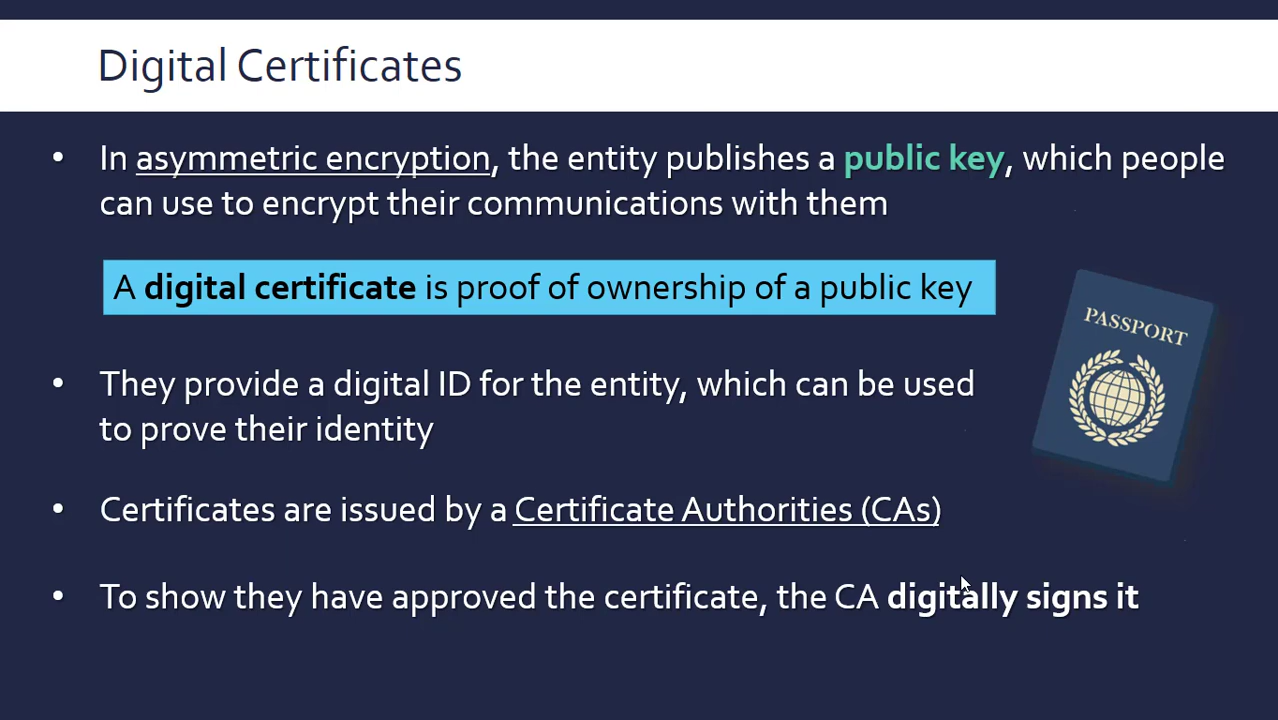 Digital Certificates
• In asymmetric encryption, the entity publishes a public key, which people
can use to encrypt their communications with them
A digital certificate is proof of ownership of a public key
PASSPORT
• They provide a digital ID for the entity, which can be used
to prove their identity
• Certificates are issued by a Certificate Authorities (CAs)
• To show they have approved the certificate, the CA digitally signs it